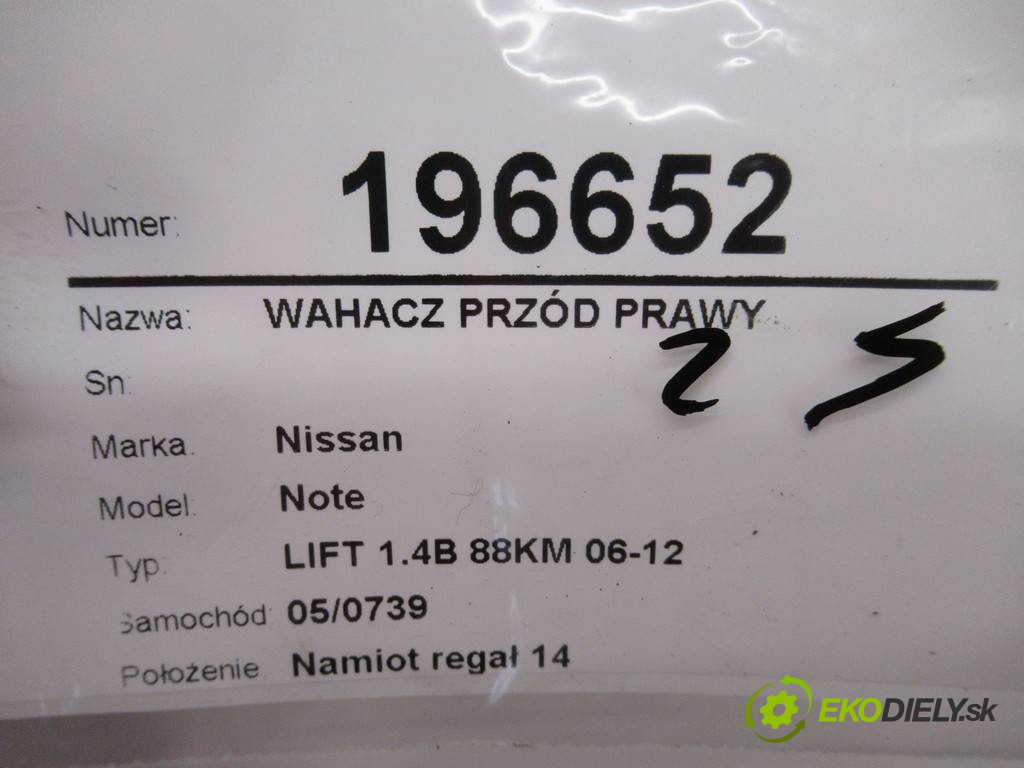 Numer: 196652
Nazwa: WAHACZ PRZÓD PRAWY
2 5
Sn:
Marka: Nissan
Model: Note
Typ: LIFT 1.4B 88KM 06-12
Samochód: 05/0739
Położenie: Namiot regał 14
EKODIELY.sk